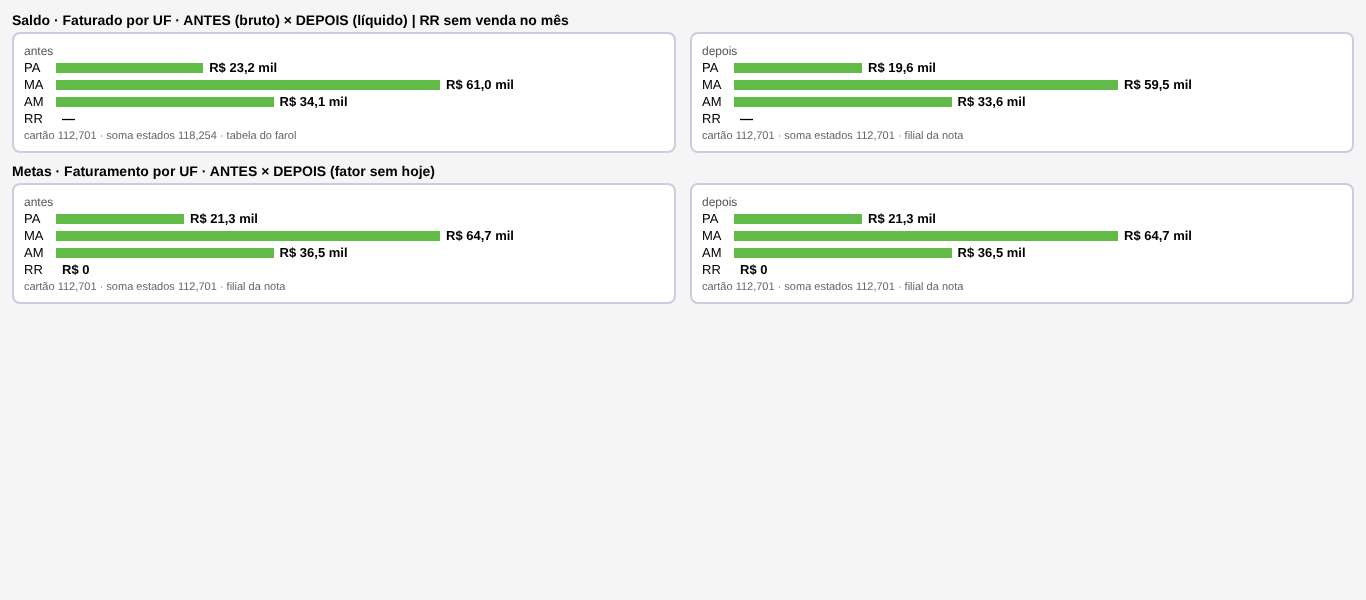 Saldo · Faturado por UF · ANTES (bruto) × DEPOIS (líquido) | RR sem venda no mês
antes
PA R$ 23,2 mil
MA R$ 61,0 mil
AM R$ 34,1 mil
RR —
cartão 112,701 · soma estados 118,254 · tabela do farol
depois
PA R$ 19,6 mil
MA R$ 59,5 mil
AM R$ 33,6 mil
RR —
cartão 112,701 · soma estados 112,701 · filial da nota
Metas · Faturamento por UF · ANTES × DEPOIS (fator sem hoje)
antes
PA R$ 21,3 mil
MA R$ 64,7 mil
AM R$ 36,5 mil
RR R$ 0
cartão 112,701 · soma estados 112,701 · filial da nota
depois
PA R$ 21,3 mil
MA R$ 64,7 mil
AM R$ 36,5 mil
RR R$ 0
cartão 112,701 · soma estados 112,701 · filial da nota